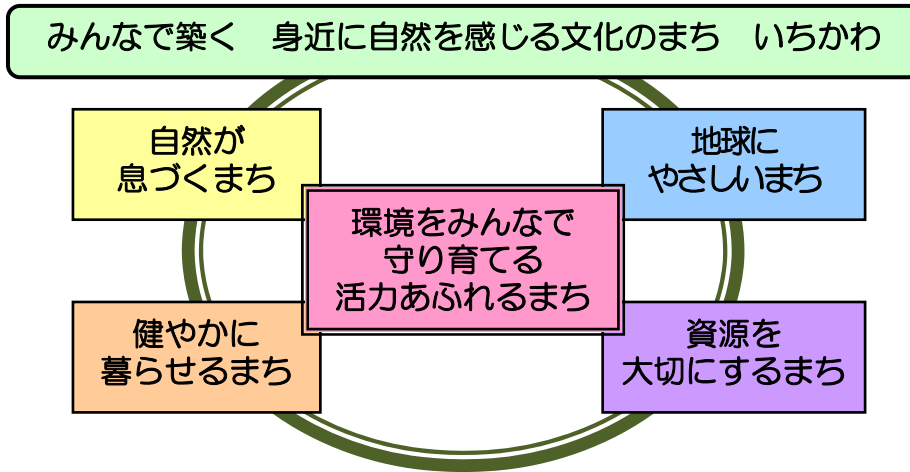 みんなで築く　身近に自然を感じる文化のまち　いちかわ
自然が
息づくまち
地球に
やさしいまち
環境をみんなで
守り育てる
活力あふれるまち
健やかに
暮らせるまち
資源を
大切にするまち